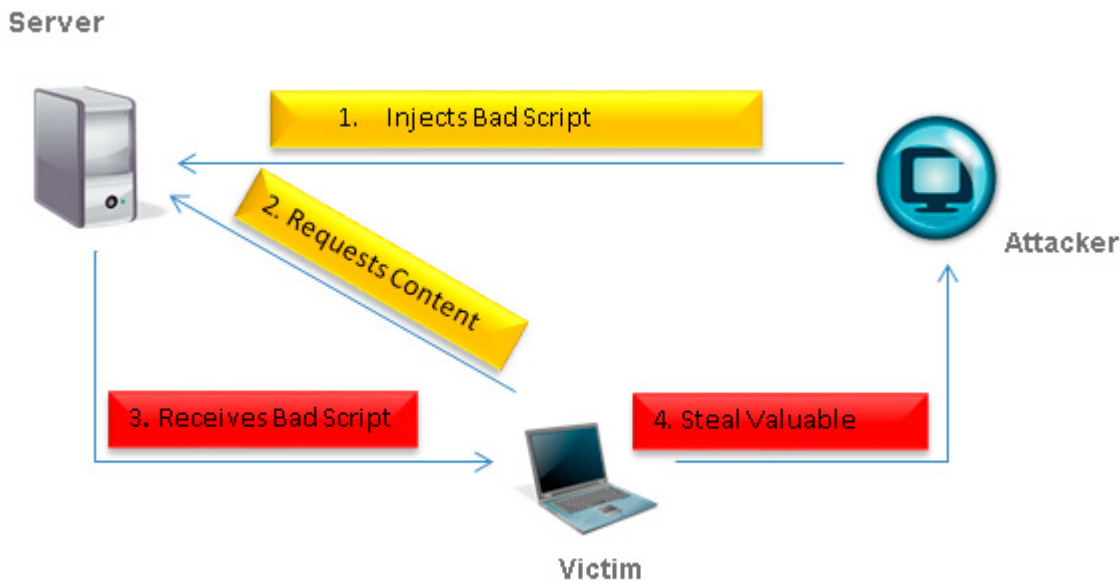 Server
1. Injects Bad Script
2. Requests Content
Attacker
3. Receives Bad Script
4. Steal Valuable
Victim